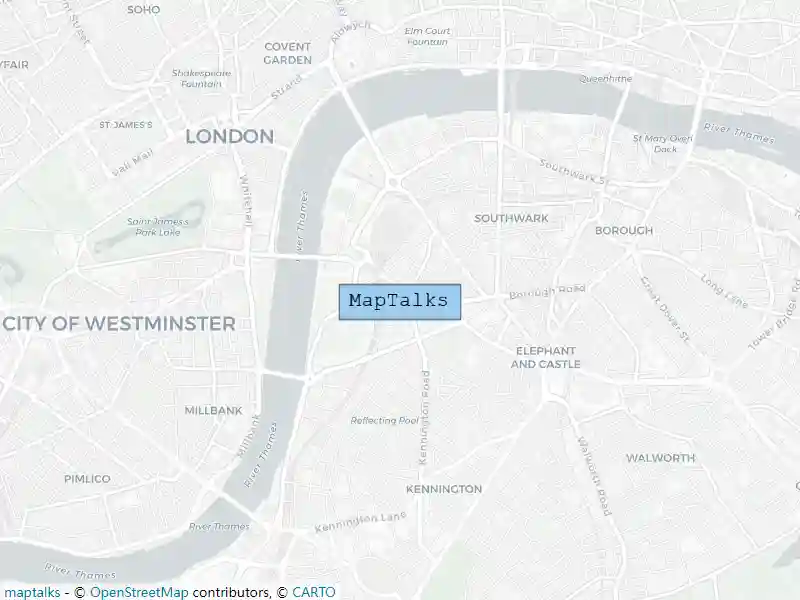 SOHO
Aldwych
Elm Court
Fountain
COVENT
GARDEN
Shakespeare
Fountain
Strand
Queenhithe
ST JAMES'S
LONDON
Pall Mall
St Mary Overi
Dock
River Thames
Southwark St
Whitehall
River Thames
Saint James's
Park Lake
SOUTHWARK
BOROUGH
MapTalks
Borough Road
Long Lane
Great Dover St
Tower Bridge Road
CITY OF WESTMINSTER
ELEPHANT
AND CASTLE
MILLBANK
Millbank
River Thames
Reflecting Pool
Kennington Road
Walworth Road
WALWORTH
PIMLICO
KENNINGTON
River Thames
Kennington Lane
River Thames
maptalks - © OpenStreetMap contributors, © CARTO